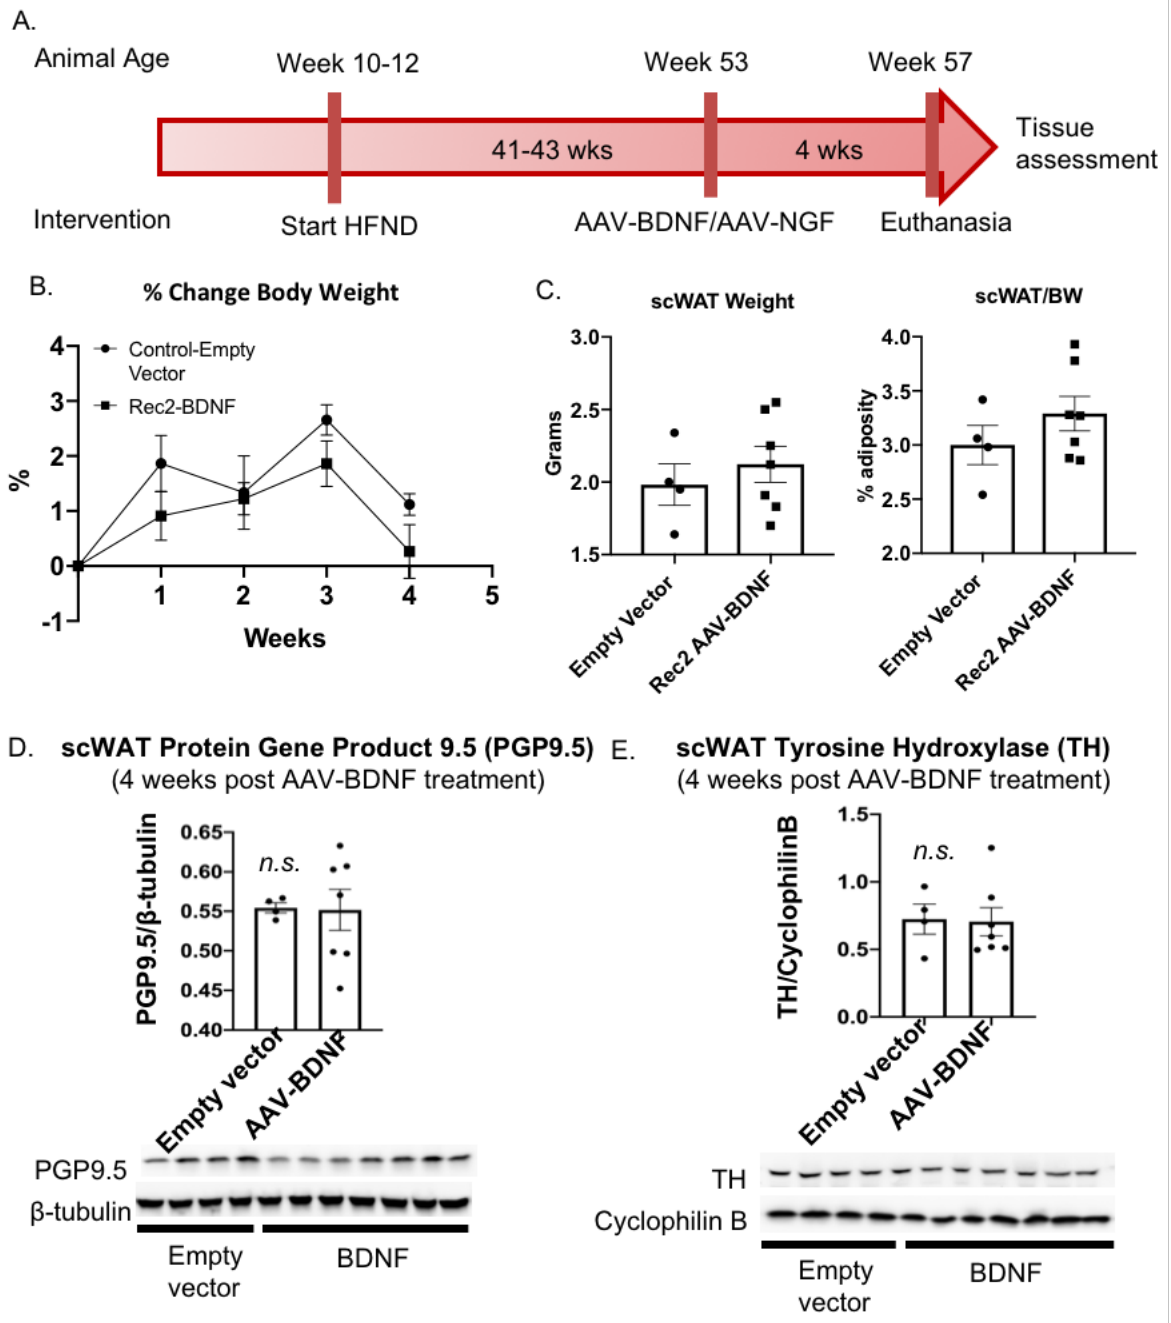 A.
Animal Age
Week 10-12
Week 53
Week 57
41-43 wks
4 wks
Tissue
assessment
Intervention
Start HFND
AAV-BDNF/AAV-NGF
Euthanasia
B.
% Change Body Weight
Control-Empty
Vector
Rec2-BDNF
4
3
2
1
0
-1
%
1 2 3 4 5
Weeks
C.
scWAT Weight
3.0
2.5
2.0
1.5
Grams
Empty Vector
Rec2 AAV-BDNF
scWAT/BW
4.0
3.5
3.0
2.5
2.0
% adiposity
Empty Vector
Rec2 AAV-BDNF
D.
scWAT Protein Gene Product 9.5 (PGP9.5)
(4 weeks post AAV-BDNF treatment)
PGP9.5/β-tubulin
0.65
0.60
0.55
0.50
0.45
0.40
n.s.
Empty vector
AAV-BDNF
PGP9.5
β-tubulin
Empty
vector
BDNF
E.
scWAT Tyrosine Hydroxylase (TH)
(4 weeks post AAV-BDNF treatment)
TH/CyclophilinB
1.5
1.0
0.5
0.0
n.s.
Empty vector
AAV-BDNF
TH
Cyclophilin B
Empty
vector
BDNF